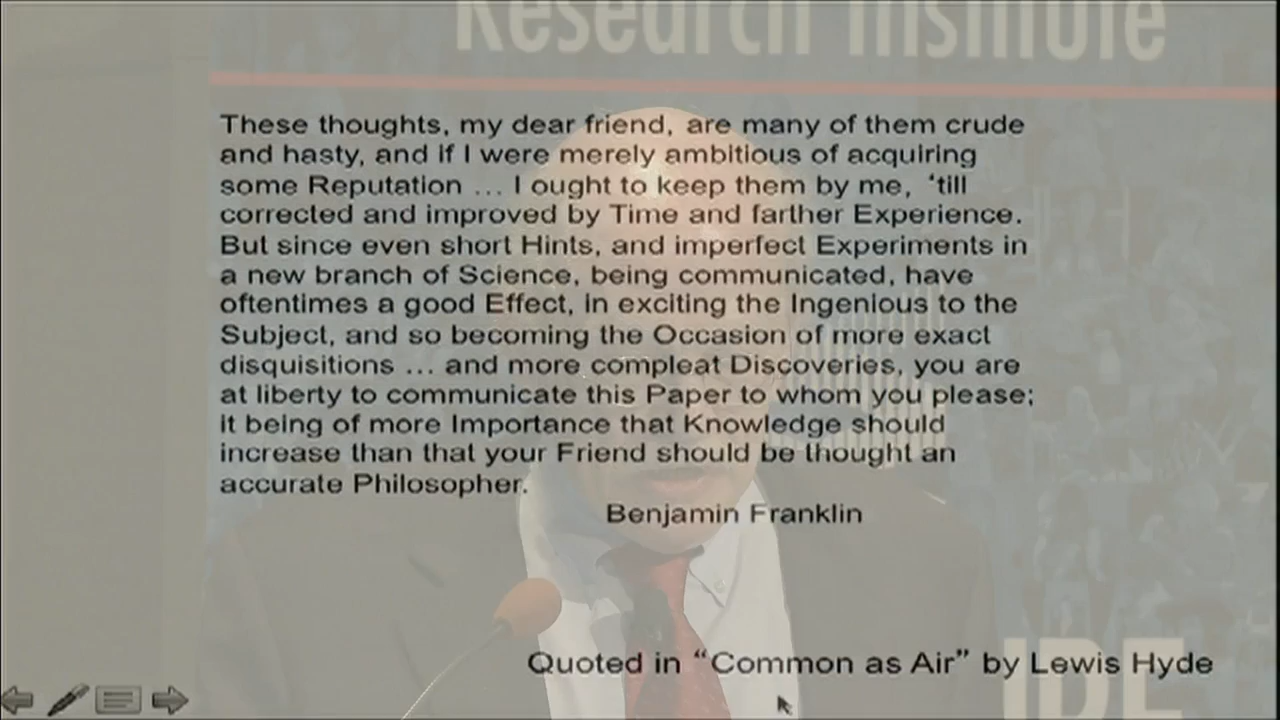 Research Institute
These thoughts, my dear friend, are many of them crude
and hasty, and if I were merely ambitious of acquiring
some Reputation ... I ought to keep them by me, ‘till
corrected and improved by Time and farther Experience.
But since even short Hints, and imperfect Experiments in
a new branch of Science, being communicated, have
oftentimes a good Effect, in exciting the Ingenious to the
Subject, and so becoming the Occasion of more exact
disquisitions ... and more compleat Discoveries, you are
at liberty to communicate this Paper to whom you please;
it being of more Importance that Knowledge should
increase than that your Friend should be thought an
accurate Philosopher.
Benjamin Franklin
Quoted in “Common as Air” by Lewis Hyde